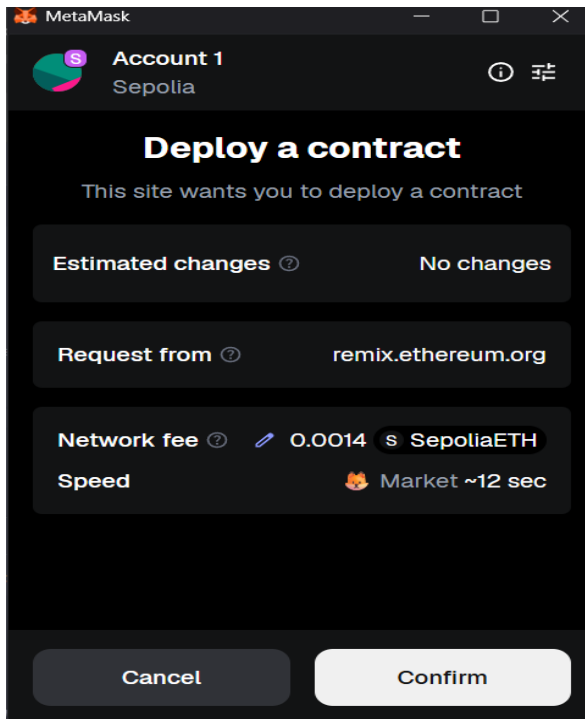 MetaMask
S
Account 1
Sepolia
Deploy a contract
This site wants you to deploy a contract
Estimated changes ? No changes
Request from ? remix.ethereum.org
Network fee ? 0.0014 S SepoliaETH
Speed Market ~12 sec
Cancel Confirm